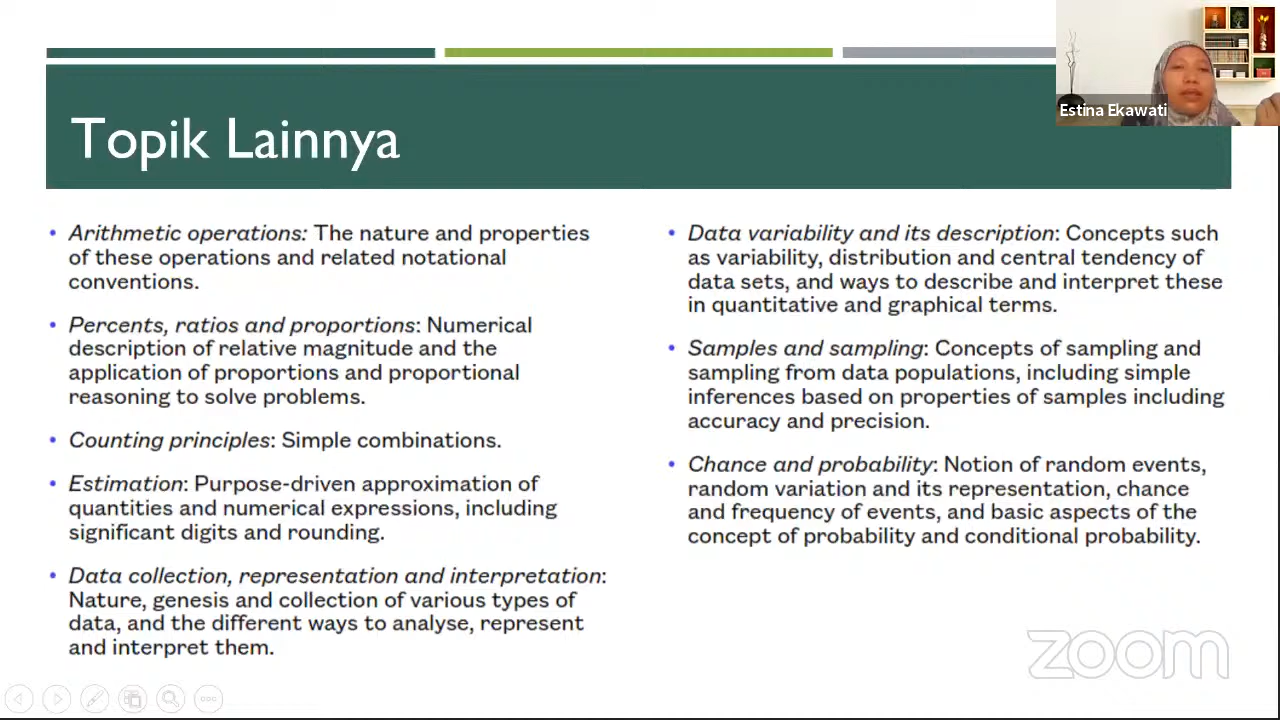 Topik Lainnya
Estina Ekawati
• Arithmetic operations: The nature and properties
of these operations and related notational
conventions.
• Percents, ratios and proportions: Numerical
description of relative magnitude and the
application of proportions and proportional
reasoning to solve problems.
• Counting principles: Simple combinations.
• Estimation: Purpose-driven approximation of
quantities and numerical expressions, including
significant digits and rounding.
• Data collection, representation and interpretation:
Nature, genesis and collection of various types of
data, and the different ways to analyse, represent
and interpret them.
• Data variability and its description: Concepts such
as variability, distribution and central tendency of
data sets, and ways to describe and interpret these
in quantitative and graphical terms.
• Samples and sampling: Concepts of sampling and
sampling from data populations, including simple
inferences based on properties of samples including
accuracy and precision.
• Chance and probability: Notion of random events,
random variation and its representation, chance
and frequency of events, and basic aspects of the
concept of probability and conditional probability.
zoom